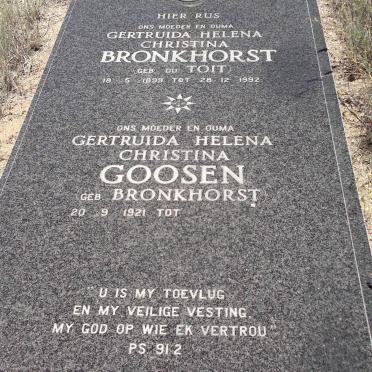 HIER RUS
ONS MOEDER EN OUMA
GERTRUIDA HELENA
CHRISTINA
BRONKHORST
(GEB. DU TOIT)
18 - 5 - 1899 TOT 28 - 12 - 1992
ONS MOEDER EN OUMA
GERTRUIDA HELENA
CHRISTINA
GOOSEN
(GEB BRONKHORST)
20 - 9 - 1921 TOT
"U IS MY TOEVLUG
EN MY VEILIGE VESTING,
MY GOD OP WIE EK VERTROU"
PS 91:2